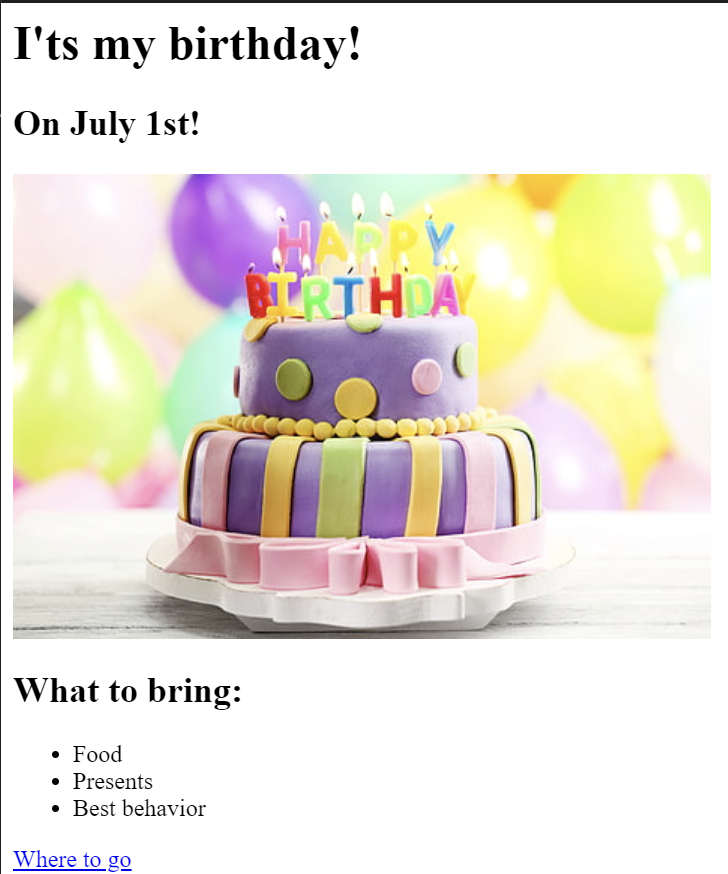 I'ts my birthday!
On July 1st!
HAPPY
BIRTHDAY
What to bring:
Food
Presents
Best behavior
Where to go